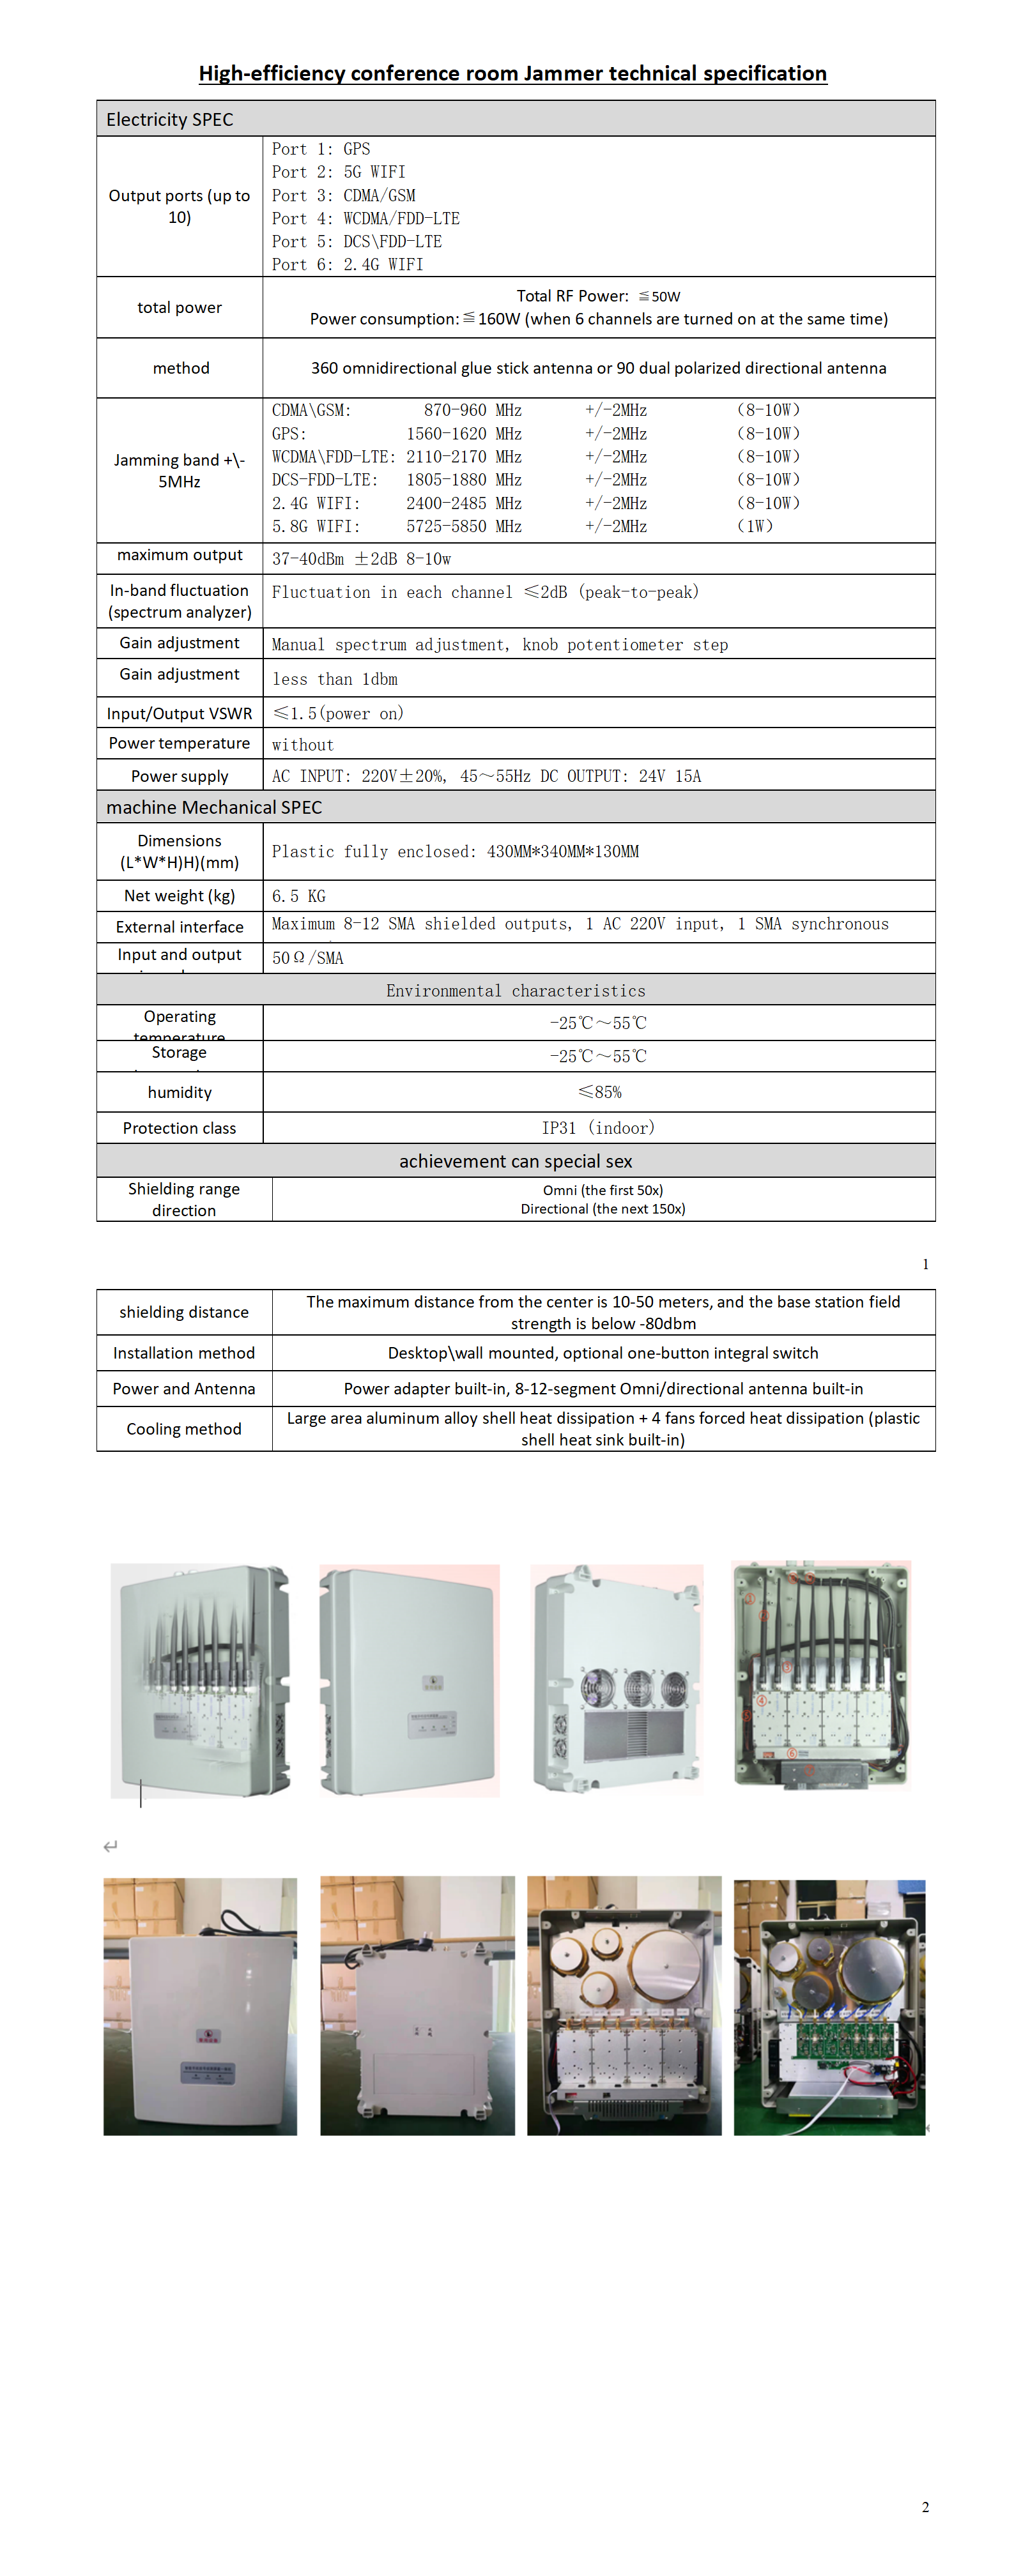 High-efficiency conference room Jammer technical specification
Electricity SPEC
Output ports (up to
10)
Port 1: GPS
Port 2: 5G WIFI
Port 3: CDMA/GSM
Port 4: WCDMA/FDD-LTE
Port 5: DCS\FDD-LTE
Port 6: 2.4G WIFI
total power
Total RF Power: ≦50W
Power consumption:≦160W (when 6 channels are turned on at the same time)
method
360 omnidirectional glue stick antenna or 90 dual polarized directional antenna
Jamming band +\-
5MHz
CDMA\GSM: 870-960 MHz +/-2MHz (8-10W)
GPS: 1560-1620 MHz +/-2MHz (8-10W)
WCDMA\FDD-LTE: 2110-2170 MHz +/-2MHz (8-10W)
DCS-FDD-LTE: 1805-1880 MHz +/-2MHz (8-10W)
2.4G WIFI: 2400-2485 MHz +/-2MHz (8-10W)
5.8G WIFI: 5725-5850 MHz +/-2MHz (1W)
maximum output
37-40dBm ±2dB 8-10w
In-band fluctuation
(spectrum analyzer)
Fluctuation in each channel ≤2dB (peak-to-peak)
Gain adjustment
Manual spectrum adjustment, knob potentiometer step
Gain adjustment
less than 1dbm
Input/Output VSWR
≤1.5(power on)
Power temperature
without
Power supply
AC INPUT: 220V±20%, 45～55Hz DC OUTPUT: 24V 15A
machine Mechanical SPEC
Dimensions
(L*W*H)H)(mm)
Plastic fully enclosed: 430MM*340MM*130MM
Net weight (kg)
6.5 KG
External interface
Maximum 8-12 SMA shielded outputs, 1 AC 220V input, 1 SMA synchronous
Input and output
50Ω/SMA
Environmental characteristics
Operating
temperature
-25℃～55℃
Storage
-25℃～55℃
humidity
≤85%
Protection class
IP31 (indoor)
achievement can special sex
Shielding range
direction
Omni (the first 50x)
Directional (the next 150x)
1
shielding distance
The maximum distance from the center is 10-50 meters, and the base station field
strength is below -80dbm
Installation method
Desktop\wall mounted, optional one-button integral switch
Power and Antenna
Power adapter built-in, 8-12-segment Omni/directional antenna built-in
Cooling method
Large area aluminum alloy shell heat dissipation + 4 fans forced heat dissipation (plastic
shell heat sink built-in)
2